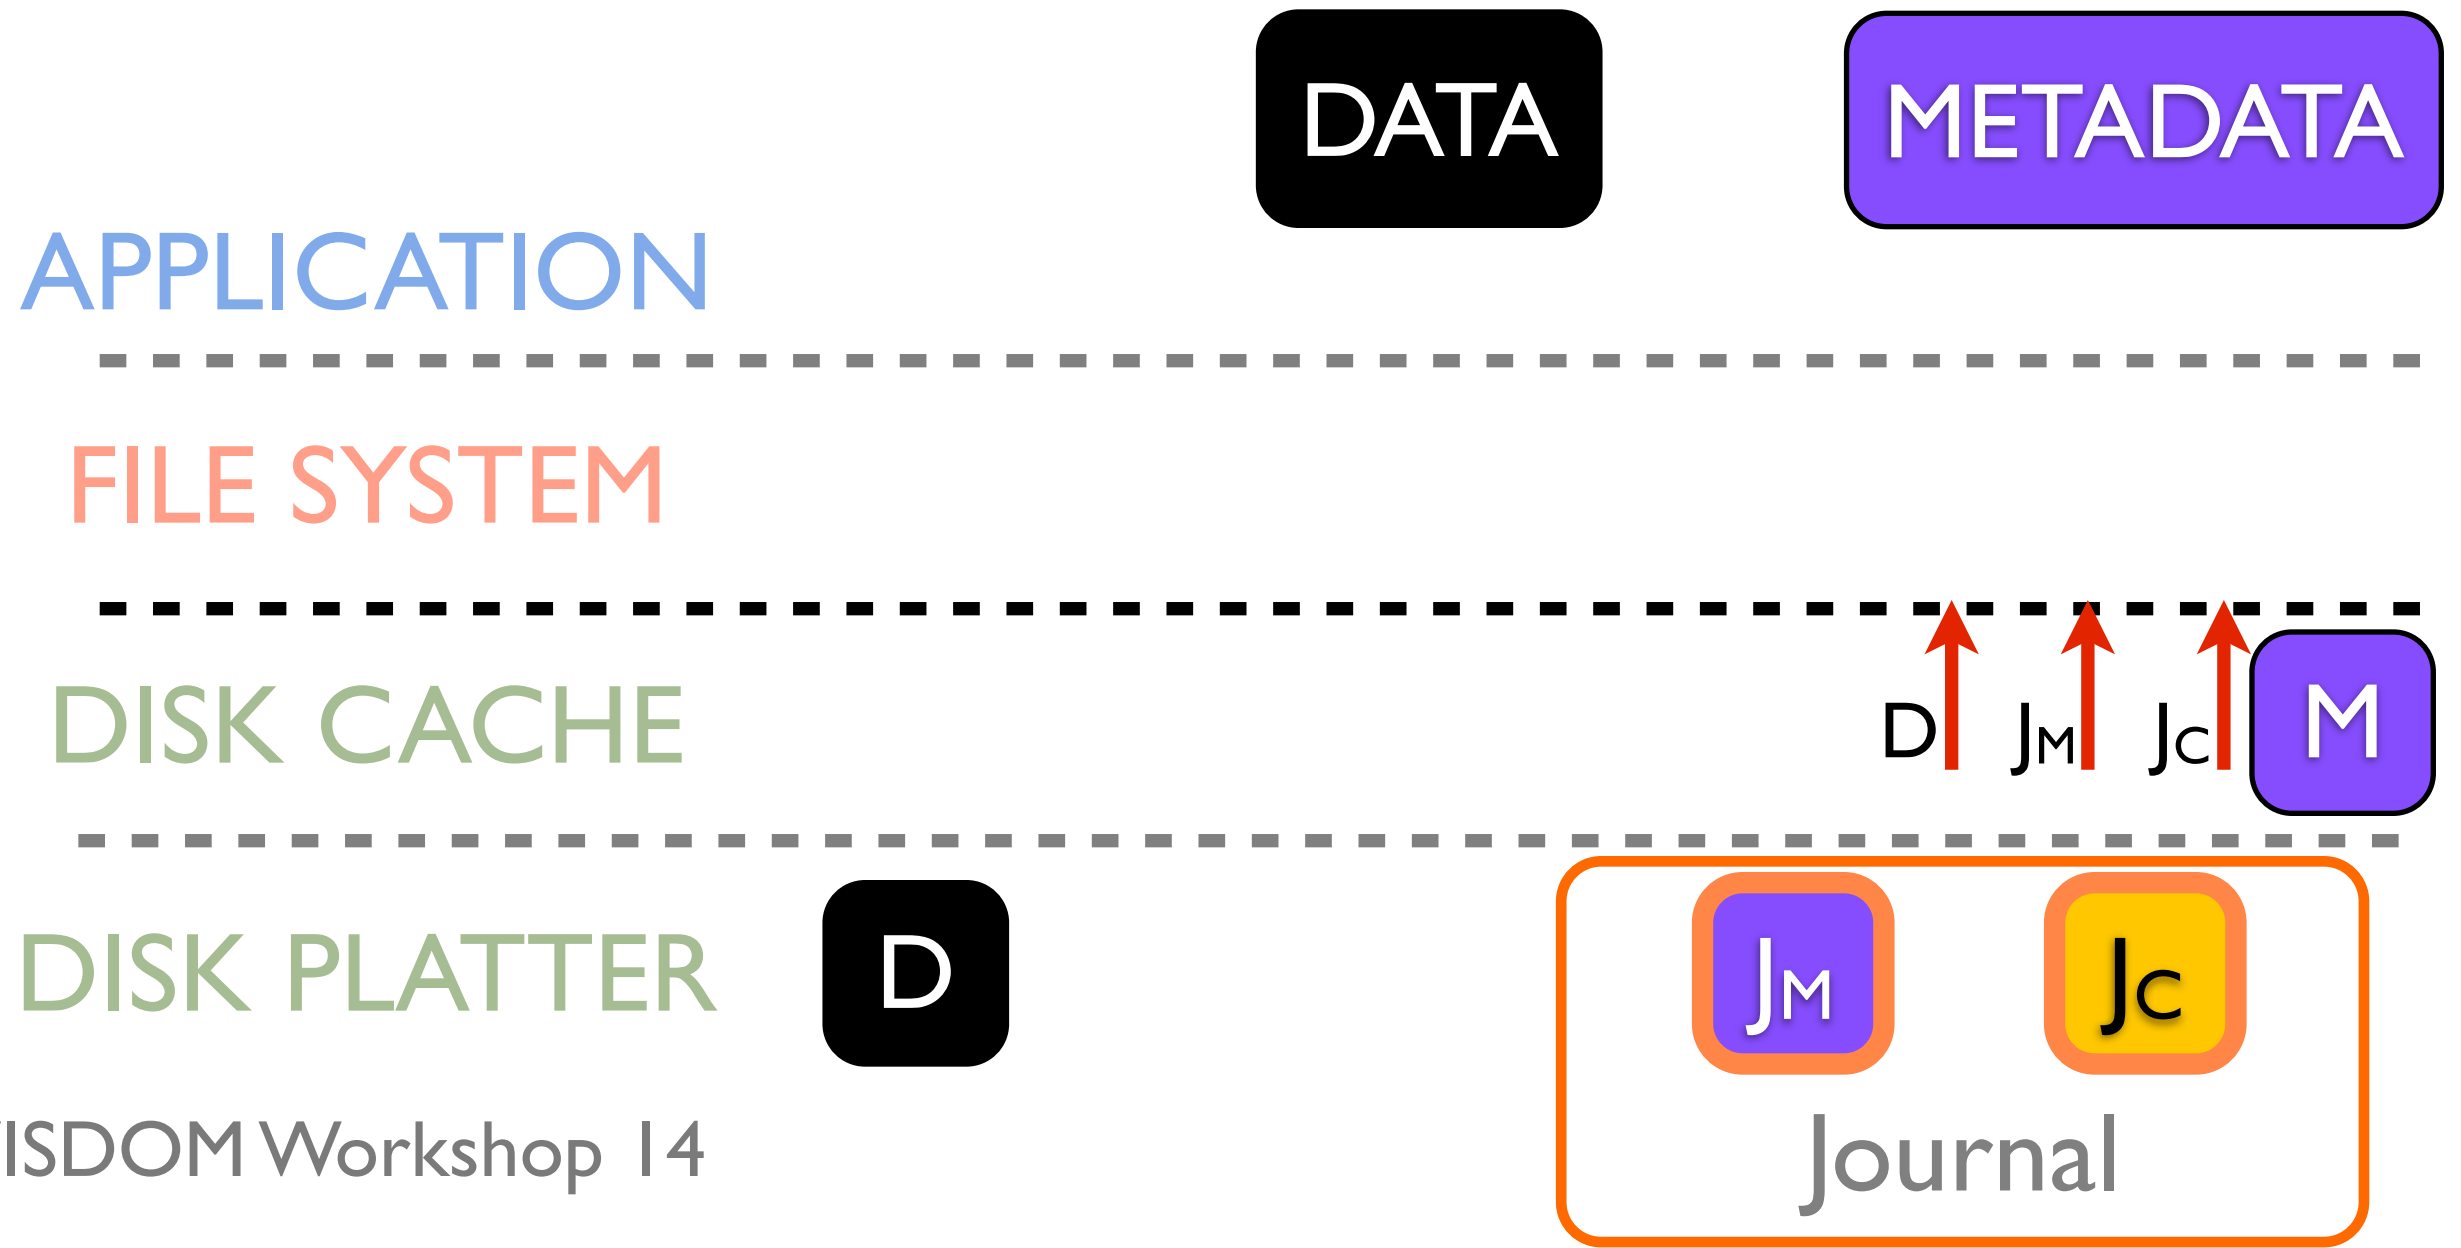 DATA METADATA
APPLICATION
FILE SYSTEM
DISK CACHE D JM JC M
DISK PLATTER D JM JC
ISDOM Workshop 14 Journal